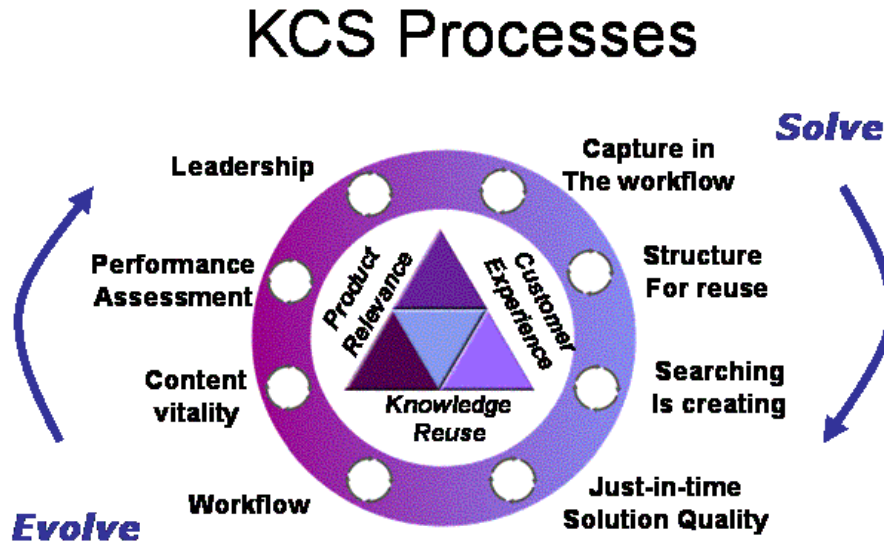 KCS Processes
Solve
Leadership
Capture in
The workflow
Performance
Assessment
Product
Relevance
Customer
Experience
Structure
For reuse
Content
vitality
Knowledge
Reuse
Searching
Is creating
Workflow
Just-in-time
Solution Quality
Evolve